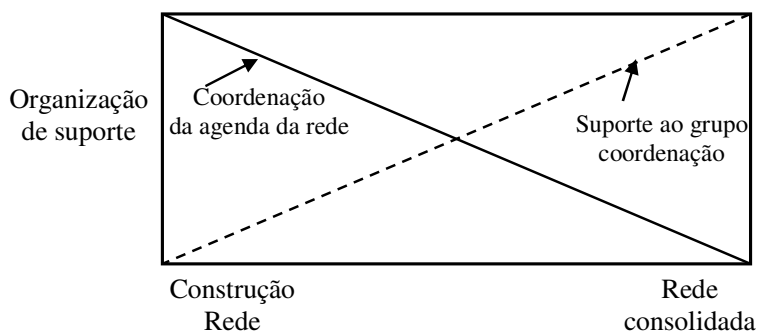 Organização
de suporte
Coordenação
da agenda da rede
Suporte ao grupo
coordenação
Construção
Rede
Rede
consolidada